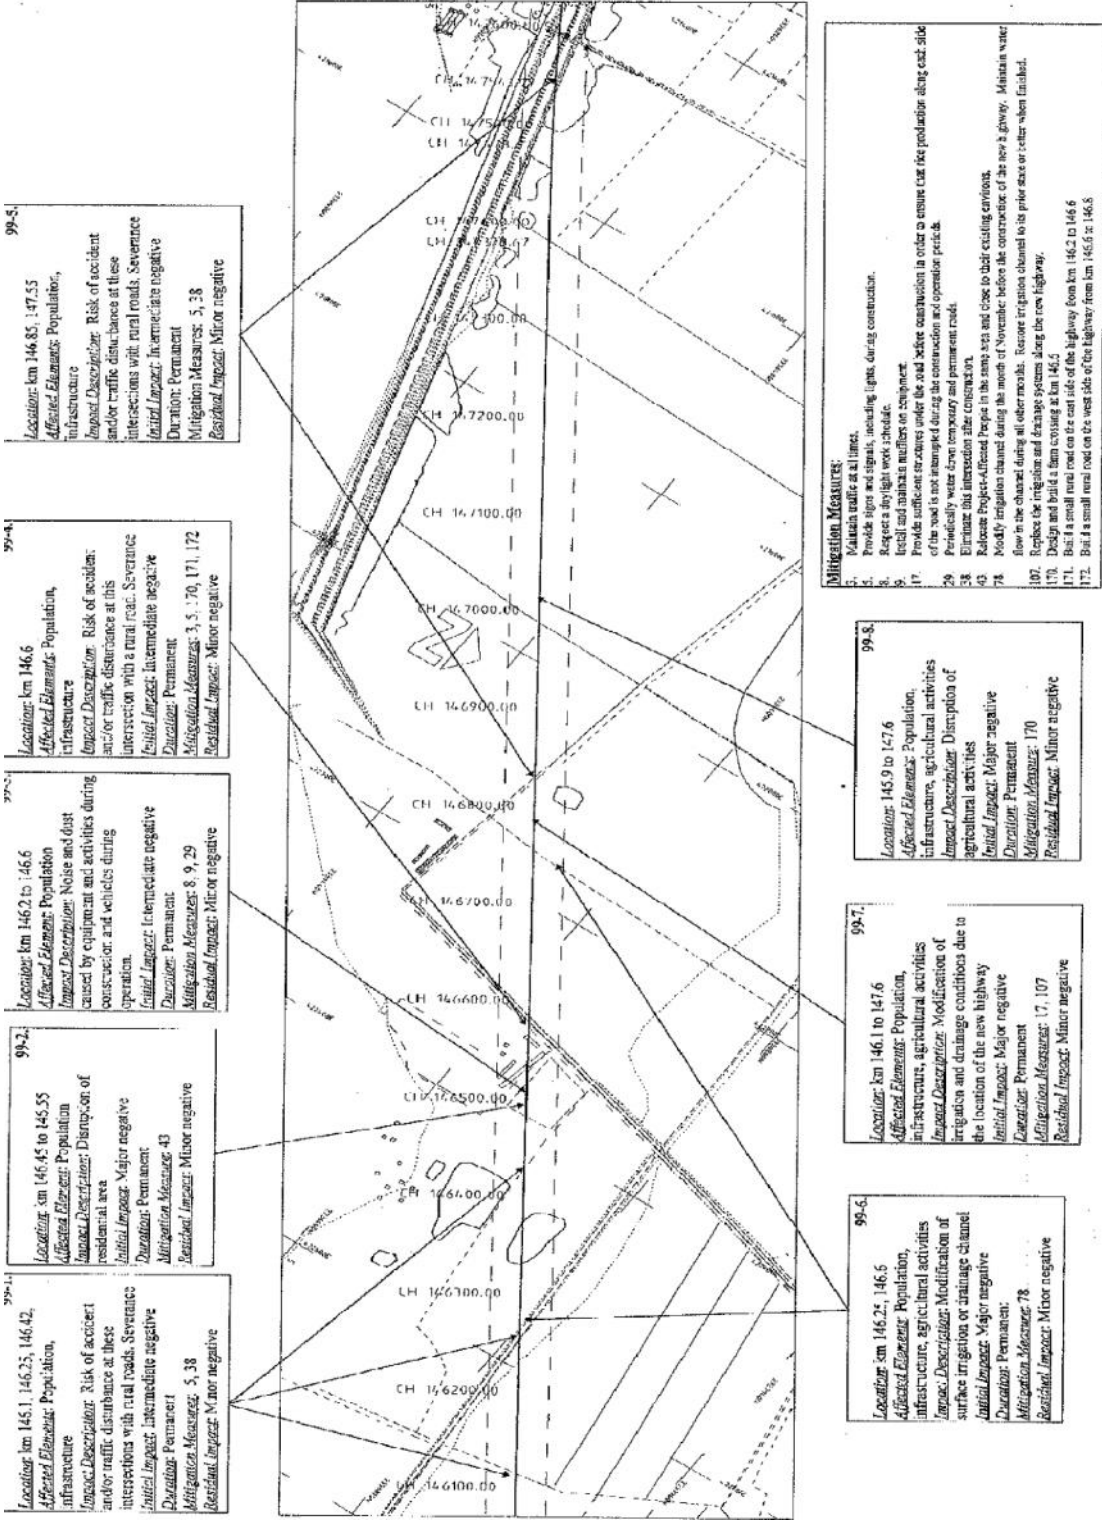 99-1.
Location: km 145.1, 146.25, 146.42,
Affected Elements: Population,
infrastructure
Impact Description: Risk of accident
and/or traffic disturbance at these
intersections with rural roads. Severance
Initial Impact: Intermediate negative
Duration: Permanent
Mitigation Measures: 5, 38
Residual Impact: Minor negative
99-2.
Location: km 146.45 to 146.55
Affected Element: Population
Impact Description: Disruption of
residential area
Initial Impact: Major negative
Duration: Permanent
Mitigation Measure: 43
Residual Impact: Minor negative
99-3.
Location: km 146.2 to 146.6
Affected Element: Population
Impact Description: Noise and dust
caused by equipment and activities during
construction and vehicles during
operation.
Initial Impact: Intermediate negative
Duration: Permanent
Mitigation Measures: 8, 9, 29
Residual Impact: Minor negative
99-4.
Location: km 146.6
Affected Elements: Population,
infrastructure
Impact Description: Risk of accident
and/or traffic disturbance at this
intersection with a rural road. Severance
Initial Impact: Intermediate negative
Duration: Permanent
Mitigation Measures: 3, 5, 170, 171, 172
Residual Impact: Minor negative
99-5.
Location: km 146.85, 147.55
Affected Elements: Population,
infrastructure
Impact Description: Risk of accident
and/or traffic disturbance at these
intersections with rural roads. Severance
Initial Impact: Intermediate negative
Duration: Permanent
Mitigation Measures: 5, 38
Residual Impact: Minor negative
CH 146100.00
CH 146200.00
CH 146300.00
CH 146400.00
CH 146500.00
CH 146600.00
CH 146700.00
CH 146800.00
CH 146900.00
CH 147000.00
CH 147100.00
CH 147200.00
99-6.
Location: km 146.25, 146.6
Affected Elements: Population,
infrastructure, agricultural activities
Impact Description: Modification of
surface irrigation or drainage channel
Initial Impact: Major negative
Duration: Permanent
Mitigation Measure: 78
Residual Impact: Minor negative
99-7.
Location: km 146.1 to 147.6
Affected Elements: Population,
infrastructure, agricultural activities
Impact Description: Modification of
irrigation and drainage conditions due to
the location of the new highway
Initial Impact: Major negative
Duration: Permanent
Mitigation Measures: 17, 107
Residual Impact: Minor negative
99-8.
Location: 145.9 to 147.6
Affected Elements: Population,
infrastructure, agricultural activities
Impact Description: Disruption of
agricultural activities
Initial Impact: Major negative
Duration: Permanent
Mitigation Measure: 170
Residual Impact: Minor negative
Mitigation Measures:
3. Maintain traffic at all times.
5. Provide signs and signals, including lights, during construction.
8. Respect a daylight work schedule.
9. Install and maintain mufflers on equipment.
17. Provide sufficient structures under the road before construction in order to ensure that rice production along each side
of the road is not interrupted during the construction and operation periods.
29. Periodically water down temporary and permanent roads.
38. Eliminate this intersection after construction.
43. Relocate Project-Affected People in the same area and close to their existing environs.
78. Modify irrigation channel during the month of November before the construction of the new highway. Maintain water
flow in the channel during all other months. Restore irrigation channel to its prior state or better when finished.
107. Replace the irrigation and drainage systems along the new highway.
170. Design and build a farm crossing at km 146.5
171. Build a small rural road on the east side of the highway from km 146.2 to 146.6
172. Build a small rural road on the west side of the highway from km 146.6 to 146.8